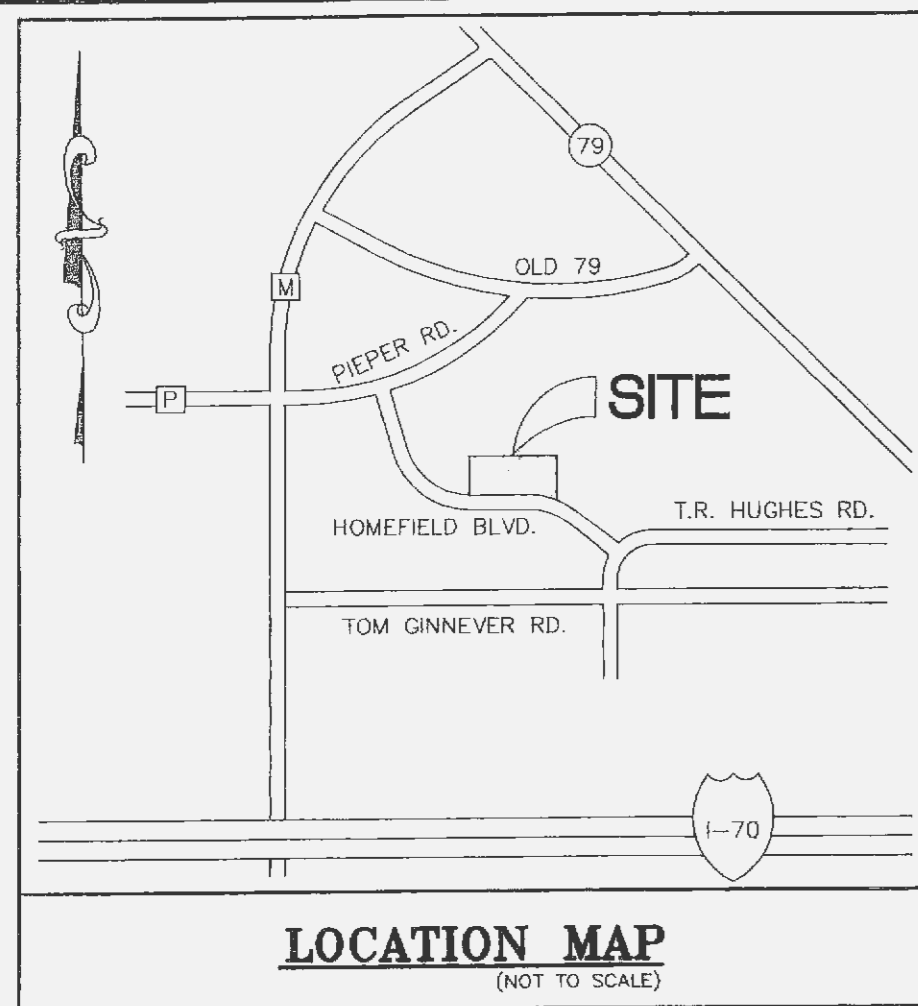 79
OLD 79
M
PIEPER RD.
P
SITE
T.R. HUGHES RD.
HOMEFIELD BLVD.
TOM GINNEVER RD.
I-70
LOCATION MAP
(NOT TO SCALE)